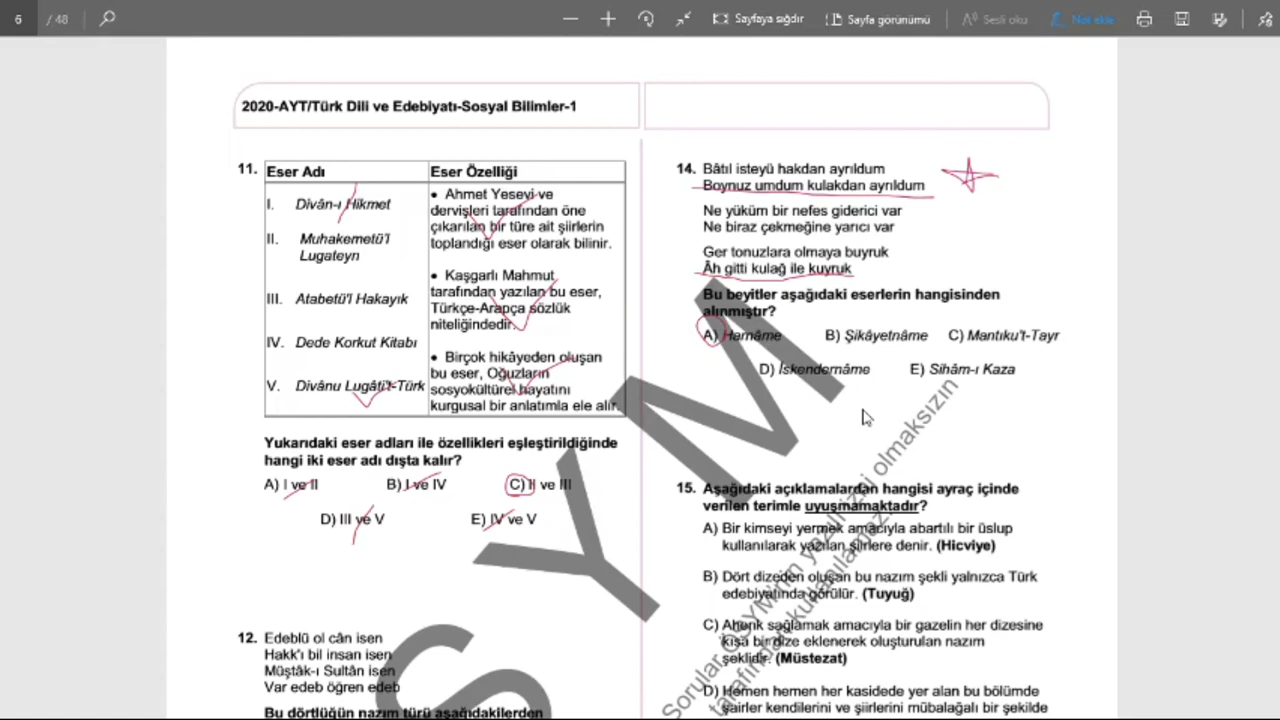 6 / 48
Sayfaya sığdır
Sayfa görünümü
Sesli oku
Not ekle
2020-AYT/Türk Dili ve Edebiyatı-Sosyal Bilimler-1
11.
Eser Adı
Eser Özelliği
I. Divân-ı Hikmet
II. Muhakemetü'l
Lugateyn
III. Atabetü'l Hakayık
IV. Dede Korkut Kitabı
V. Divânu Lugâti't-Türk
• Ahmet Yesevi ve
dervişleri tarafından öne
çıkarılan bir türe ait şiirlerin
toplandığı eser olarak bilinir.
• Kaşgarlı Mahmut
tarafından yazılan bu eser,
Türkçe-Arapça sözlük
niteliğindedir.
• Birçok hikâyeden oluşan
bu eser, Oğuzların
sosyokültürel hayatını
kurgusal bir anlatımla ele alır.
Yukarıdaki eser adları ile özellikleri eşleştirildiğinde
hangi iki eser adı dışta kalır?
A) I ve II B) I ve IV C) II ve III
D) III ve V E) IV ve V
12. Edeblü ol cân isen
Hakk'ı bil insan isen
Müştâk-ı Sultân isen
Var edeb öğren edeb
Bu dörtlüğün nazım türü aşağıdakilerden
14. Bâtıl isteyü hakdan ayrıldum
Boynuz umdum kulakdan ayrıldum
Ne yüküm bir nefes giderici var
Ne biraz çekmeğine yarıcı var
Ger tonuzlara olmaya buyruk
Âh gitti kulağ ile kuyruk
Bu beyitler aşağıdaki eserlerin hangisinden
alınmıştır?
A) Harnâme B) Şikâyetnâme C) Mantıku't-Tayr
D) İskendernâme E) Sihâm-ı Kaza
15. Aşağıdaki açıklamalardan hangisi ayraç içinde
verilen terimle uyuşmamaktadır?
A) Bir kimseyi yermek amacıyla abartılı bir üslup
kullanılarak yazılan şiirlere denir. (Hicviye)
B) Dört dizeden oluşan bu nazım şekli yalnızca Türk
edebiyatında görülür. (Tuyuğ)
C) Ahenk sağlamak amacıyla bir gazelin her dizesine
kısa bir dize eklenerek oluşturulan nazım
şeklidir. (Müstezat)
D) Hemen hemen her kasidede yer alan bu bölümde
şairler kendilerini ve şiirlerini mübalağalı bir şekilde
SYM
Sorular ÖSYM'nin yazılı izni olmaksızın
tarafından kullanılamaz.